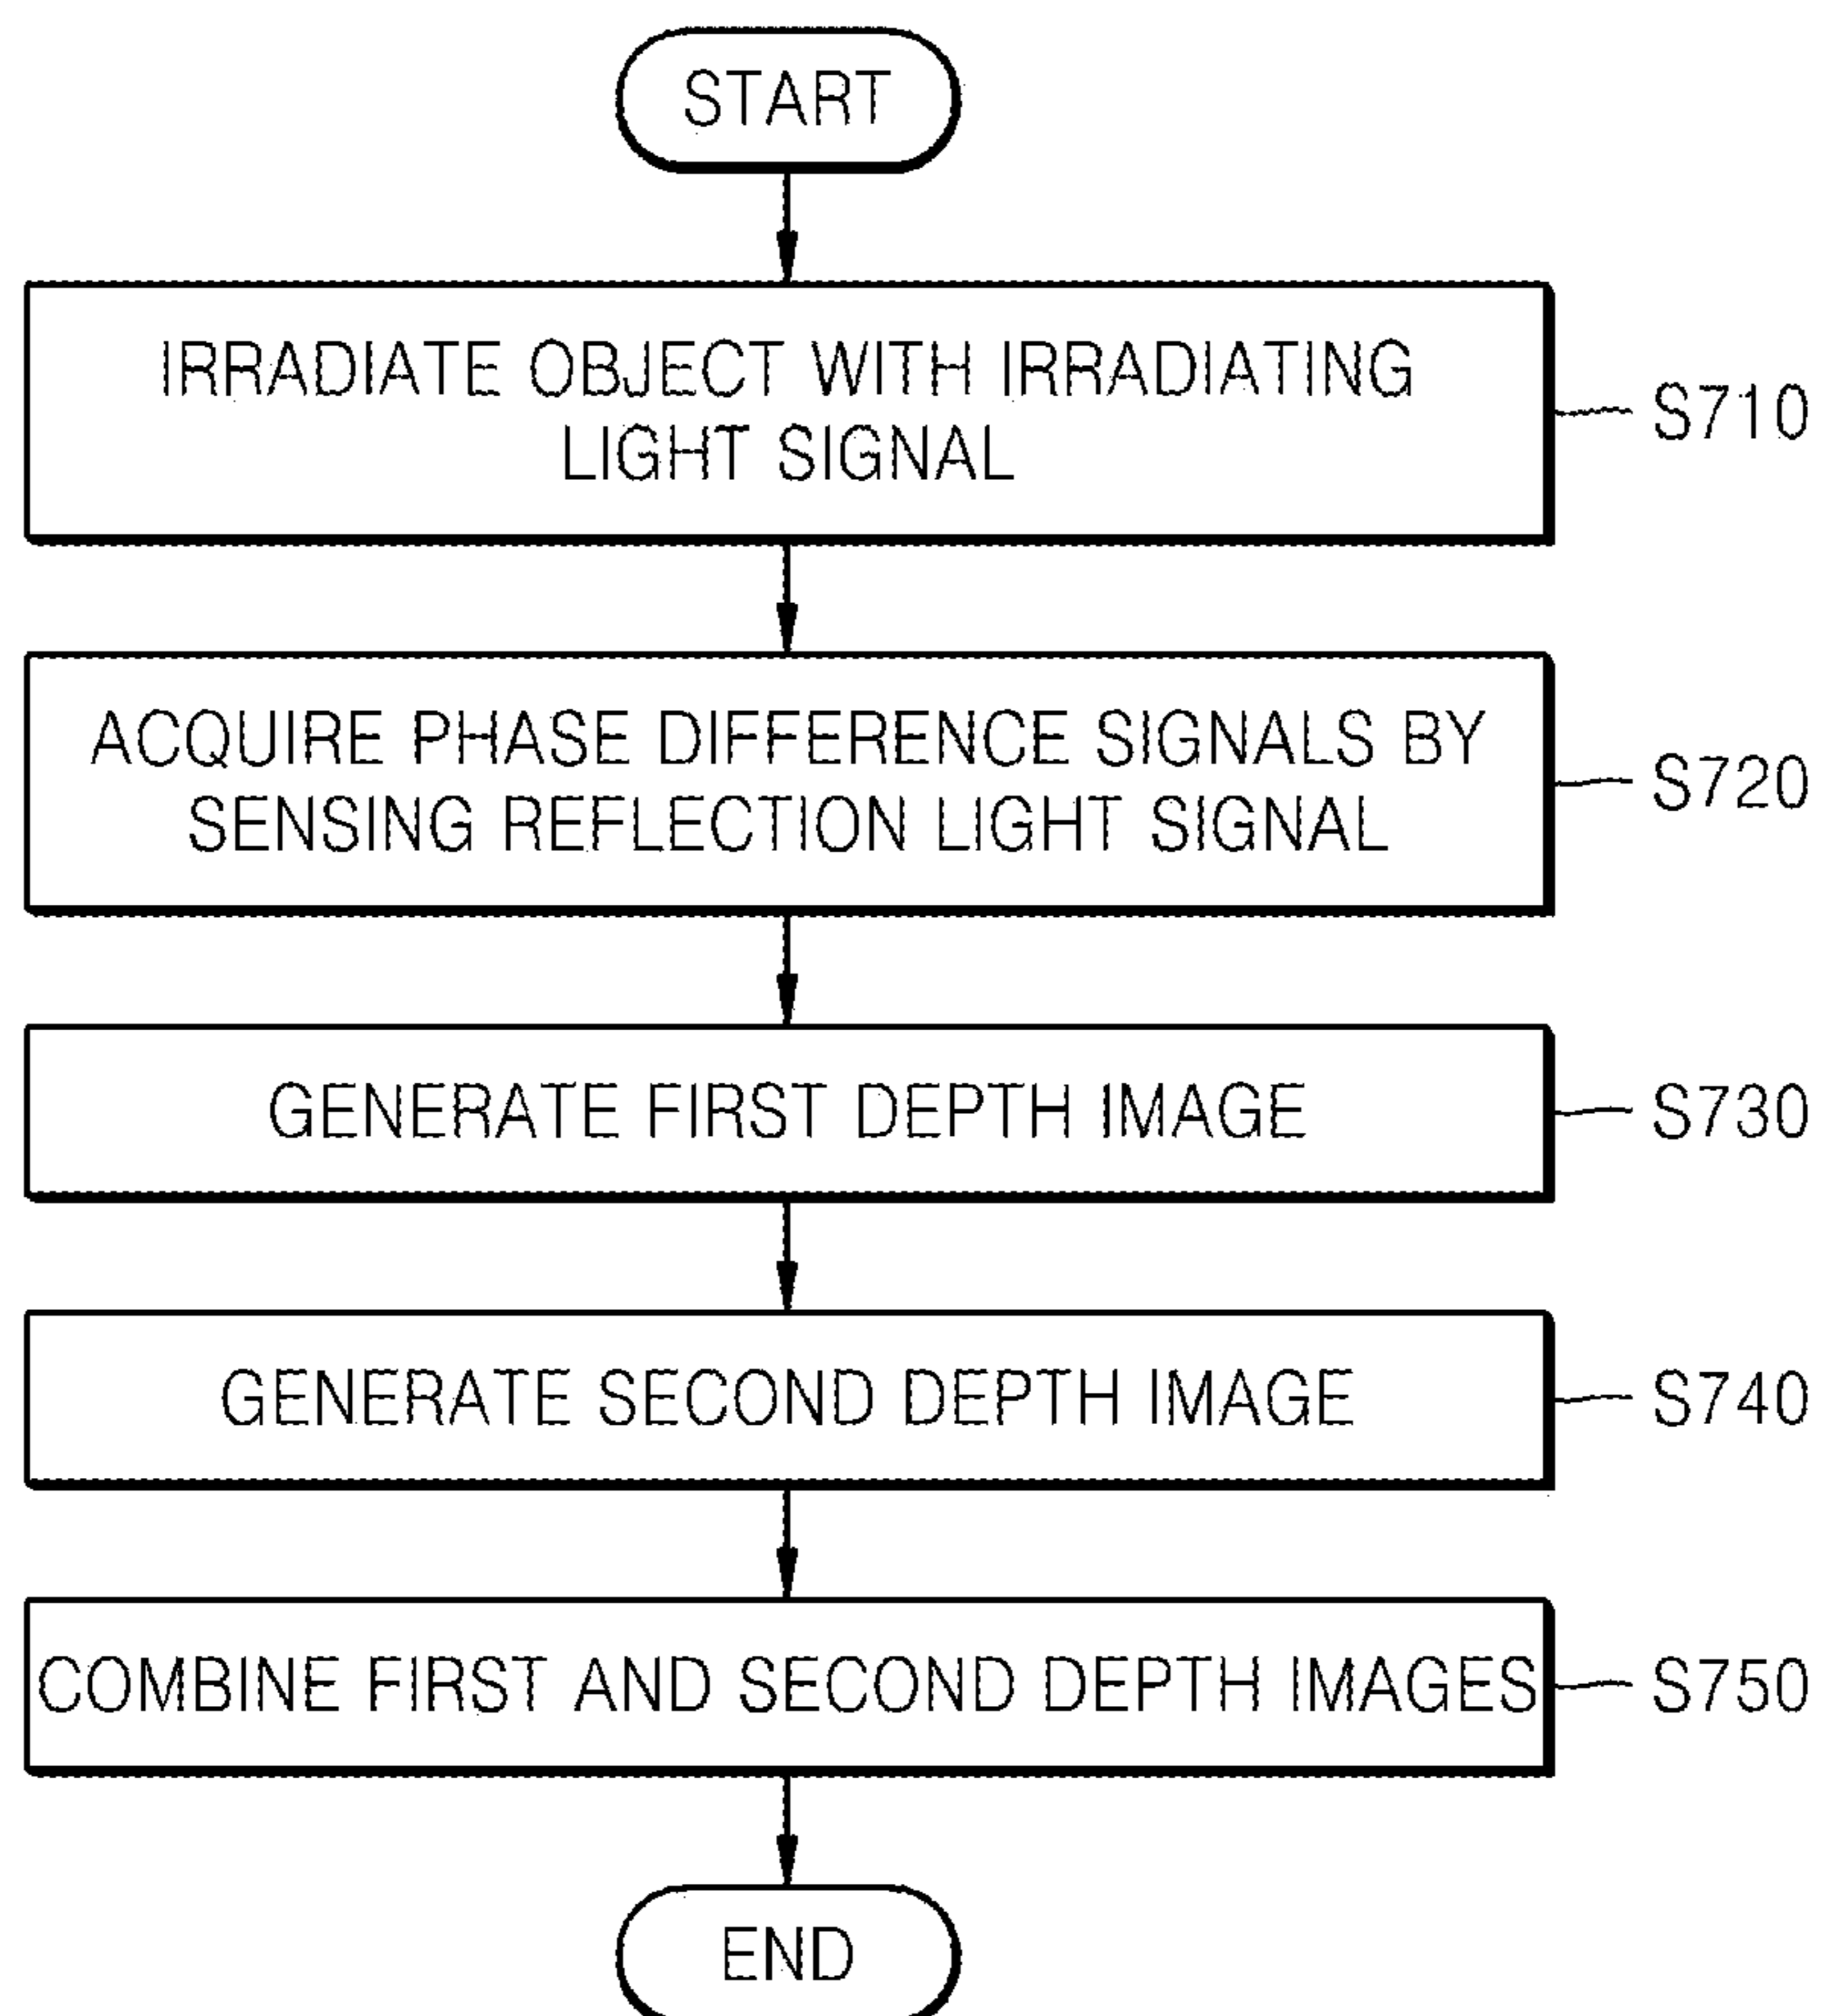 START
IRRADIATE OBJECT WITH IRRADIATING
LIGHT SIGNAL
S710
ACQUIRE PHASE DIFFERENCE SIGNALS BY
SENSING REFLECTION LIGHT SIGNAL
S720
GENERATE FIRST DEPTH IMAGE
S730
GENERATE SECOND DEPTH IMAGE
S740
COMBINE FIRST AND SECOND DEPTH IMAGES
S750
END